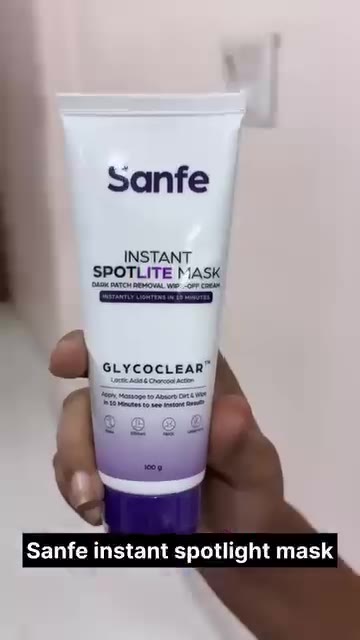 Sanfe
INSTANT
SPOTLITE MASK
DARK PATCH REMOVAL WIPE-OFF CREAM
INSTANTLY LIGHTENS IN 10 MINUTES
GLYCOCLEAR™
Lactic Acid & Charcoal Action
Apply, Massage to Absorb Dirt & Wipe
in 10 Minutes to see Instant Results
100 g
Sanfe instant spotlight mask